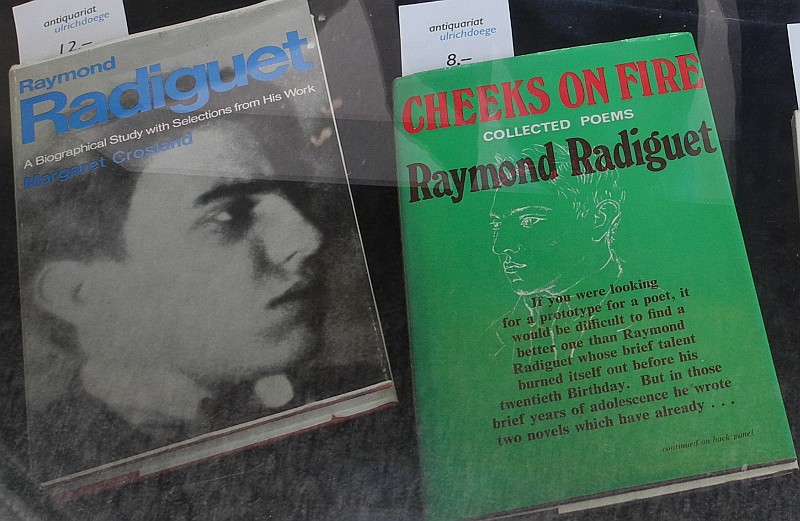 antiquariat
ulrichdoege
12.-
Raymond
Radiguet
A Biographical Study with Selections from His Work
Margaret Crosland
antiquariat
ulrichdoege
8.-
CHEEKS ON FIRE
COLLECTED POEMS
Raymond Radiguet
If you were looking
for a prototype for a poet, it
would be difficult to find a
better one than Raymond
Radiguet whose brief talent
burned itself out before his
twentieth Birthday. But in those
brief years of adolescence he wrote
two novels which have already . . .
continued on back panel